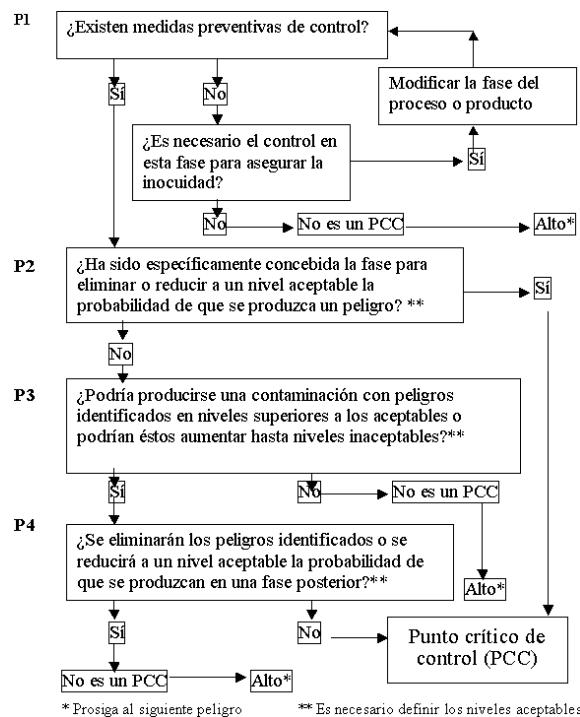 P1
¿Existen medidas preventivas de control?
Sí
No
Modificar la fase del
proceso o producto
¿Es necesario el control en
esta fase para asegurar la
inocuidad?
Sí
No
No es un PCC
Alto*
P2
¿Ha sido específicamente concebida la fase para
eliminar o reducir a un nivel aceptable la
probabilidad de que se produzca un peligro? **
Sí
No
P3
¿Podría producirse una contaminación con peligros
identificados en niveles superiores a los aceptables o
podrían éstos aumentar hasta niveles inaceptables?**
Sí
No
No es un PCC
Alto*
P4
¿Se eliminarán los peligros identificados o se
reducirá a un nivel aceptable la probabilidad de
que se produzcan en una fase posterior?**
Sí
No
Punto crítico de
control (PCC)
No es un PCC
Alto*
* Prosiga al siguiente peligro
** Es necesario definir los niveles aceptables